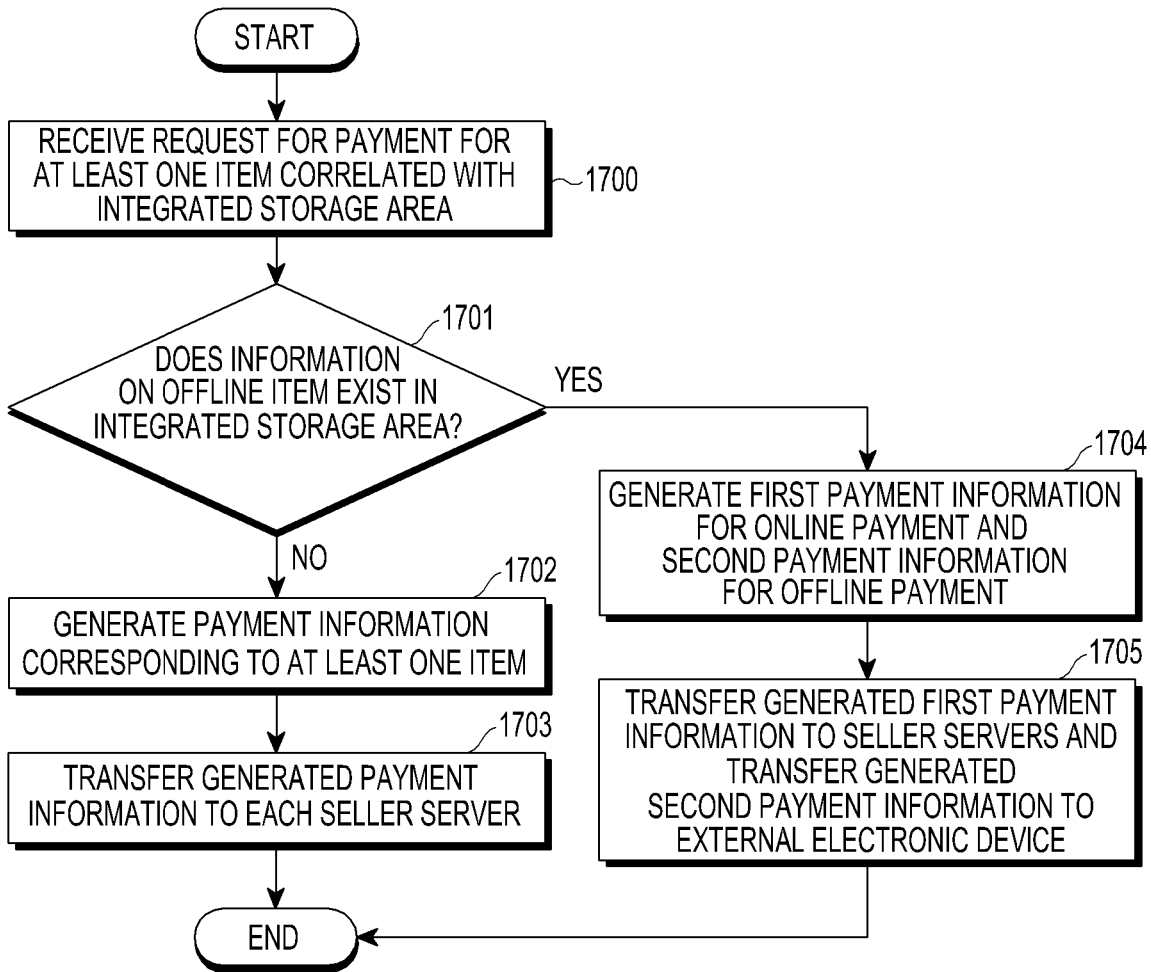 START
RECEIVE REQUEST FOR PAYMENT FOR
AT LEAST ONE ITEM CORRELATED WITH
INTEGRATED STORAGE AREA
1700
1701
DOES INFORMATION
ON OFFLINE ITEM EXIST IN
INTEGRATED STORAGE AREA?
YES
NO
1702
GENERATE PAYMENT INFORMATION
CORRESPONDING TO AT LEAST ONE ITEM
1703
TRANSFER GENERATED PAYMENT
INFORMATION TO EACH SELLER SERVER
1704
GENERATE FIRST PAYMENT INFORMATION
FOR ONLINE PAYMENT AND
SECOND PAYMENT INFORMATION
FOR OFFLINE PAYMENT
1705
TRANSFER GENERATED FIRST PAYMENT
INFORMATION TO SELLER SERVERS AND
TRANSFER GENERATED
SECOND PAYMENT INFORMATION TO
EXTERNAL ELECTRONIC DEVICE
END